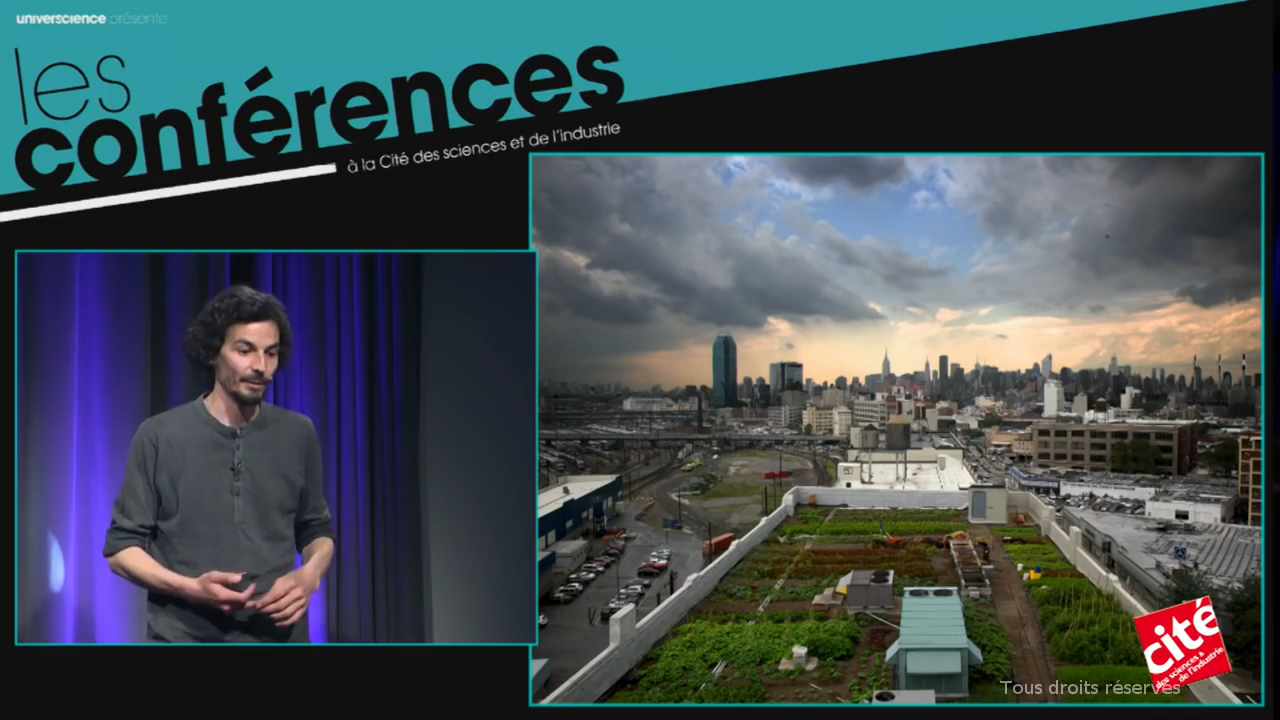 universcience présente
les
conférences
à la Cité des sciences et de l'industrie
cité
des sciences &
de l'industrie
Tous droits réservés